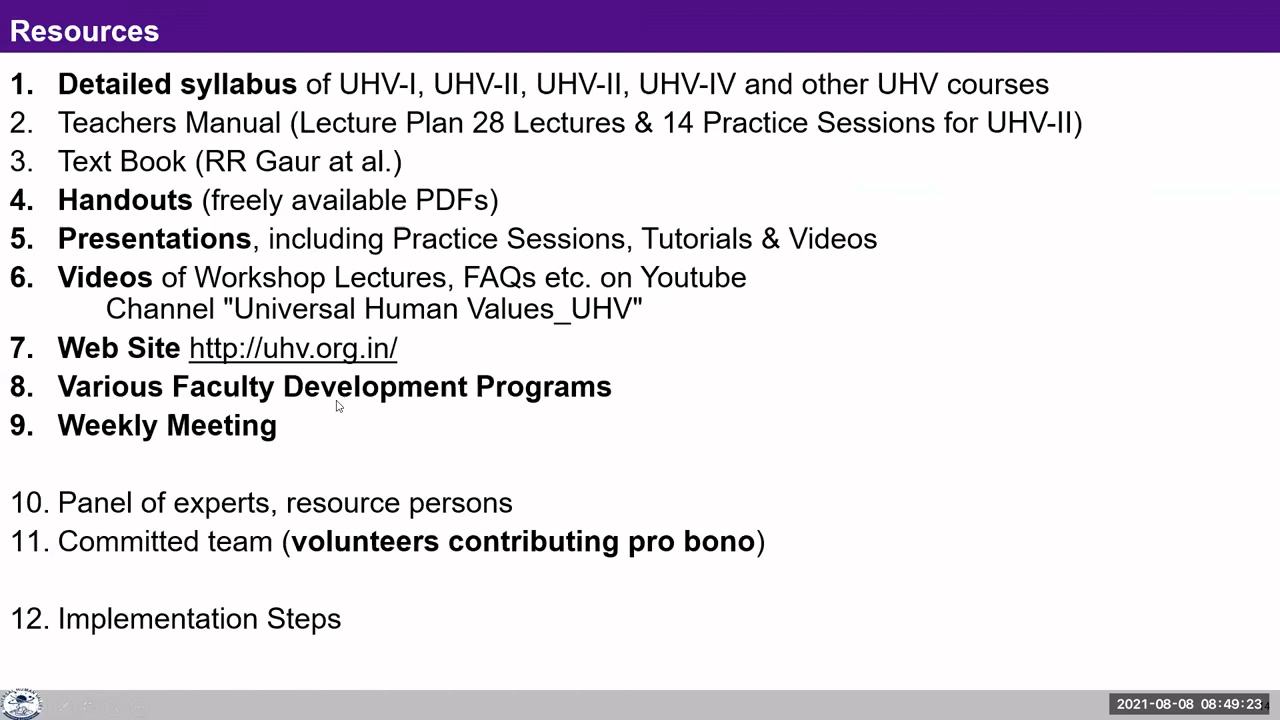 Resources
1. Detailed syllabus of UHV-I, UHV-II, UHV-II, UHV-IV and other UHV courses
2. Teachers Manual (Lecture Plan 28 Lectures & 14 Practice Sessions for UHV-II)
3. Text Book (RR Gaur at al.)
4. Handouts (freely available PDFs)
5. Presentations, including Practice Sessions, Tutorials & Videos
6. Videos of Workshop Lectures, FAQs etc. on Youtube
Channel "Universal Human Values_UHV"
7. Web Site http://uhv.org.in/
8. Various Faculty Development Programs
9. Weekly Meeting
10. Panel of experts, resource persons
11. Committed team (volunteers contributing pro bono)
12. Implementation Steps
2021-08-08 08:49:23